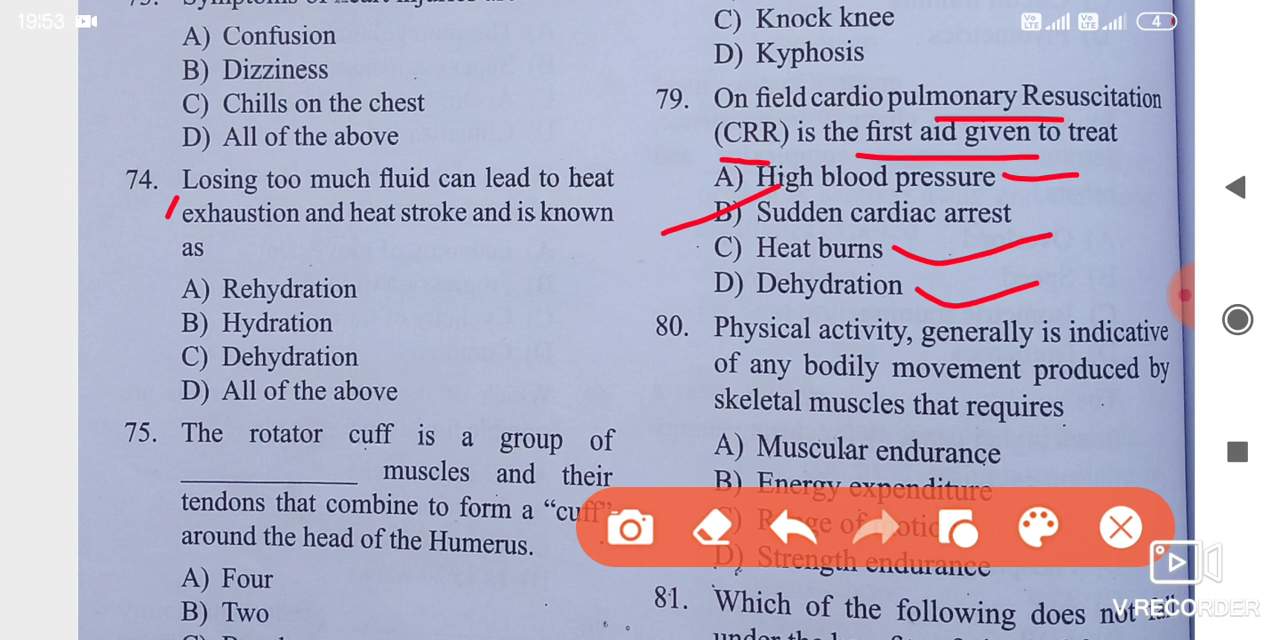 19:53
4
A) Confusion
B) Dizziness
C) Chills on the chest
D) All of the above
74. Losing too much fluid can lead to heat
exhaustion and heat stroke and is known
as
A) Rehydration
B) Hydration
C) Dehydration
D) All of the above
75. The rotator cuff is a group of
____________ muscles and their
tendons that combine to form a “cuff”
around the head of the Humerus.
A) Four
B) Two
C) Knock knee
D) Kyphosis
79. On field cardio pulmonary Resuscitation
(CRR) is the first aid given to treat
A) High blood pressure
B) Sudden cardiac arrest
C) Heat burns
D) Dehydration
80. Physical activity, generally is indicative
of any bodily movement produced by
skeletal muscles that requires
A) Muscular endurance
B) Energy expenditure
C) Range of motion
D) Strength endurance
81. Which of the following does not fall
V RECORDER